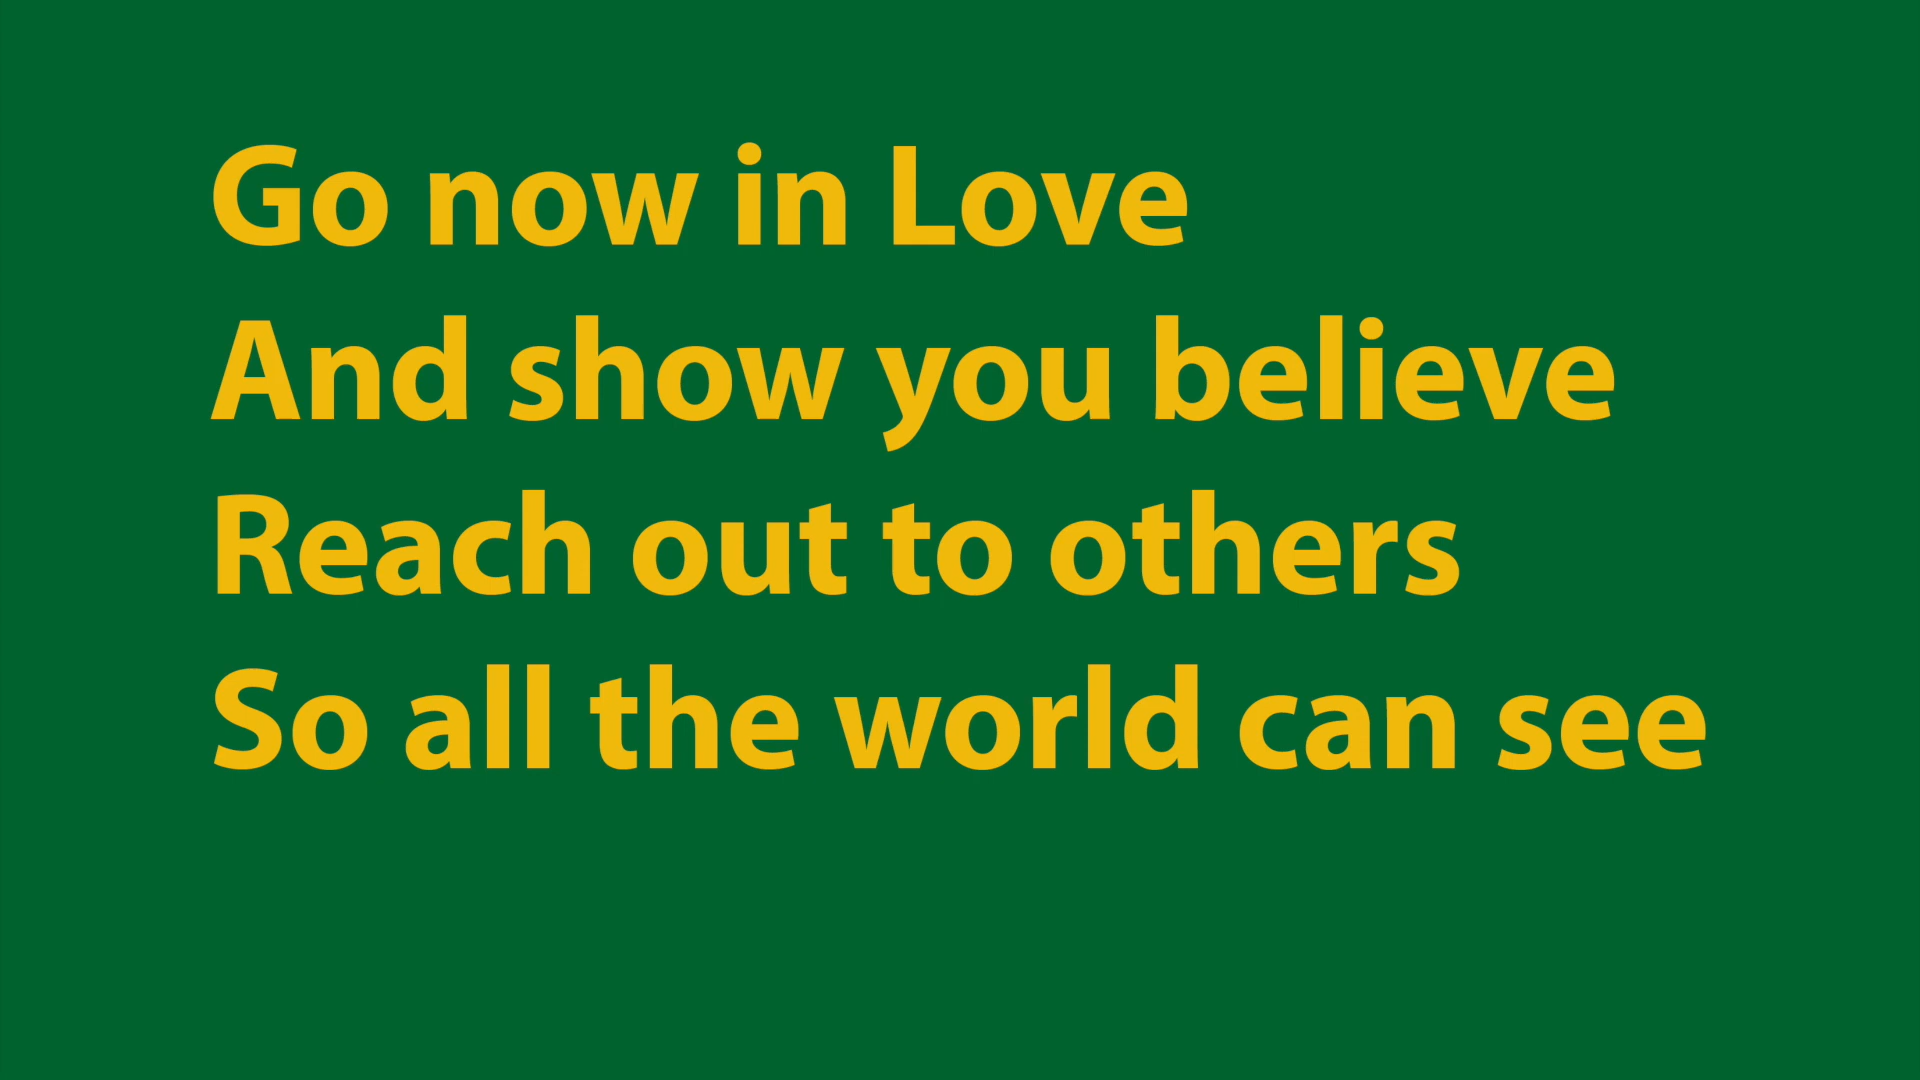 Go now in Love
And show you believe
Reach out to others
So all the world can see